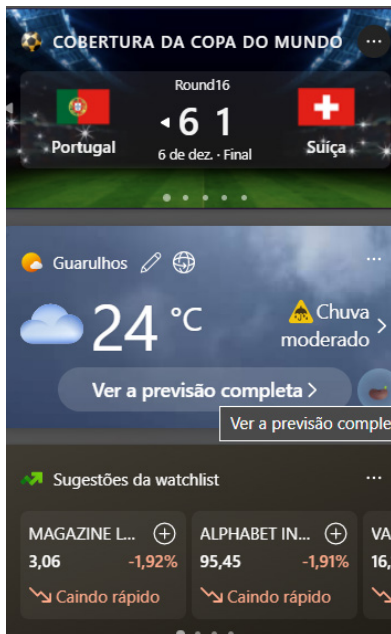 COBERTURA DA COPA DO MUNDO
Round16
6 1
Portugal
Suíça
6 de dez. · Final
Guarulhos
24 °C
Chuva
moderado
Ver a previsão completa
Ver a previsão comple
Sugestões da watchlist
MAGAZINE L...
3,06 -1,92%
Caindo rápido
ALPHABET IN...
95,45 -1,91%
Caindo rápido
VA
16,